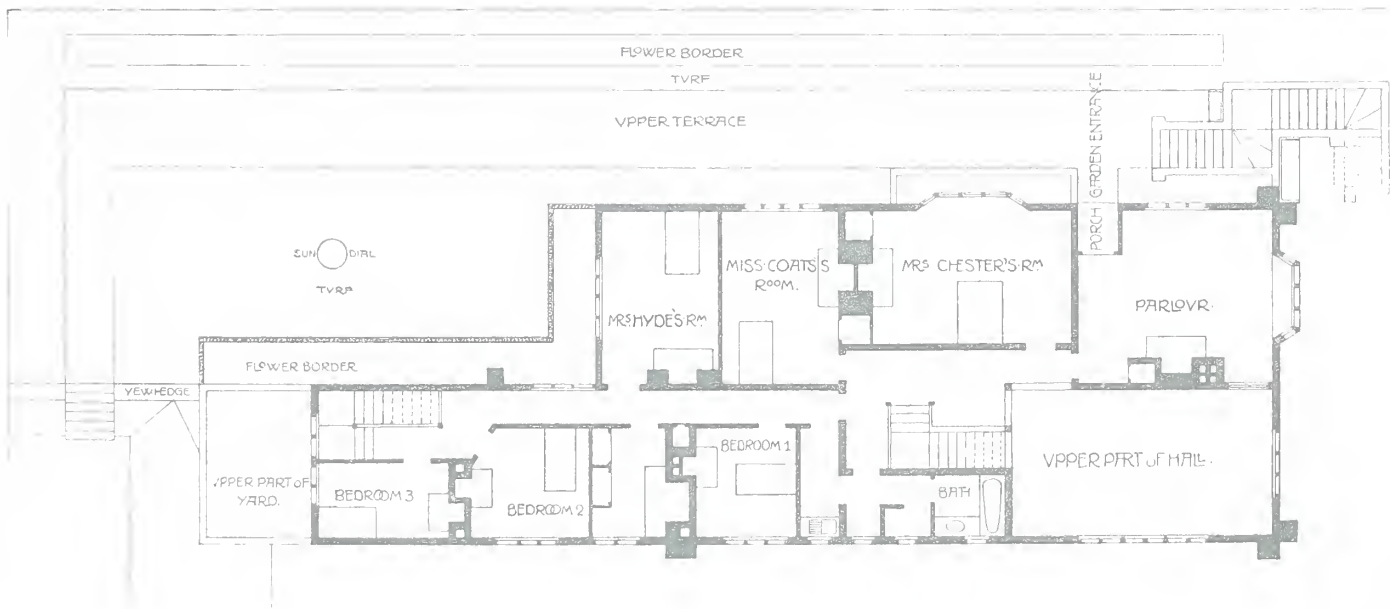 FLOWER BORDER
TVRF
VPPER TERRACE
PORCH GARDEN ENTRANCE
SUN DIAL
TVRF
MISS·COATS'S
ROOM.
MRS CHESTER'S·RM
MRS HYDE'S RM
PARLOVR·
FLOWER BORDER
YEW HEDGE
BEDROOM 1
VPPER PART OF HALL·
VPPER PART OF
YARD.
BEDROOM 3
BEDROOM 2
BATH